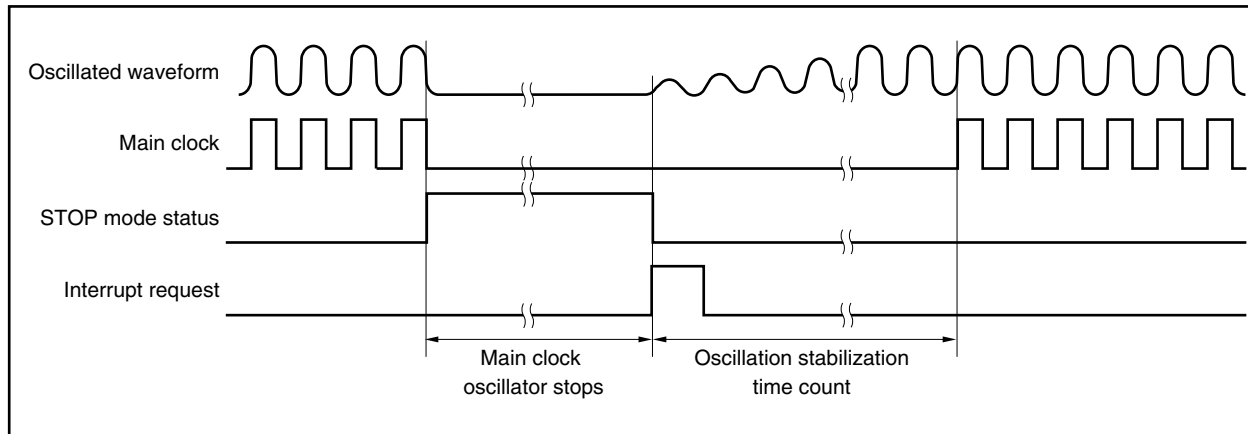 Oscillated waveform
Main clock
STOP mode status
Interrupt request
Main clock
oscillator stops
Oscillation stabilization
time count